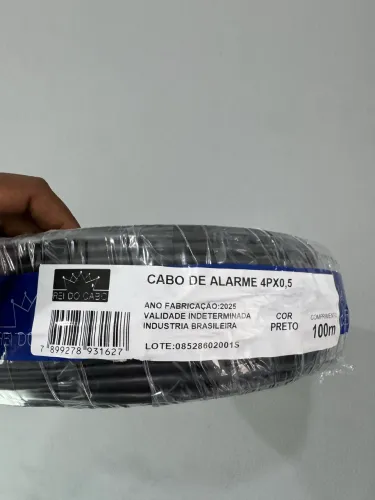 CABO DE ALARME 4PX0,5
REI DO CABO
ANO FABRICAÇÃO:2025
VALIDADE INDETERMINADA
INDUSTRIA BRASILEIRA
COR
PRETO
COMPRIMENTO
100m
LOTE:08528602001S
7 899278 931627